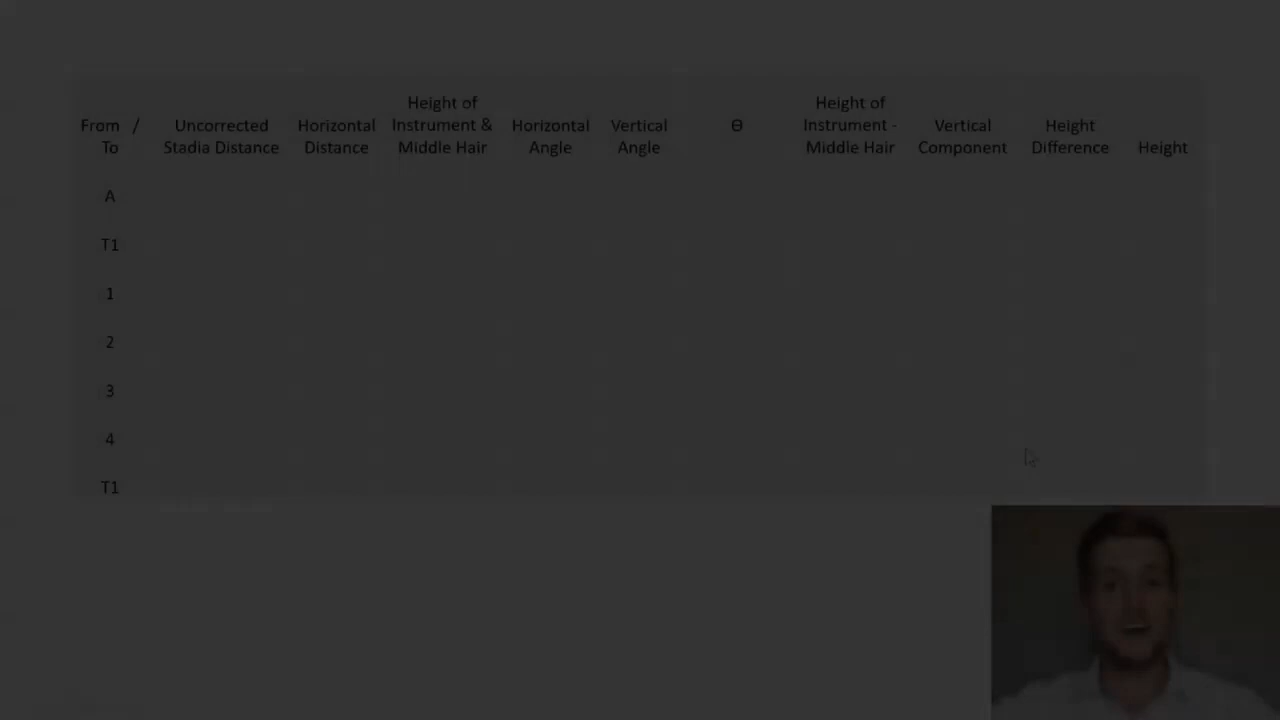 Height of Height of
From / Uncorrected Horizontal Instrument & Horizontal Vertical Ө Instrument - Vertical Height
To Stadia Distance Distance Middle Hair Angle Angle Middle Hair Component Difference Height
A
T1
1
2
3
4
T1